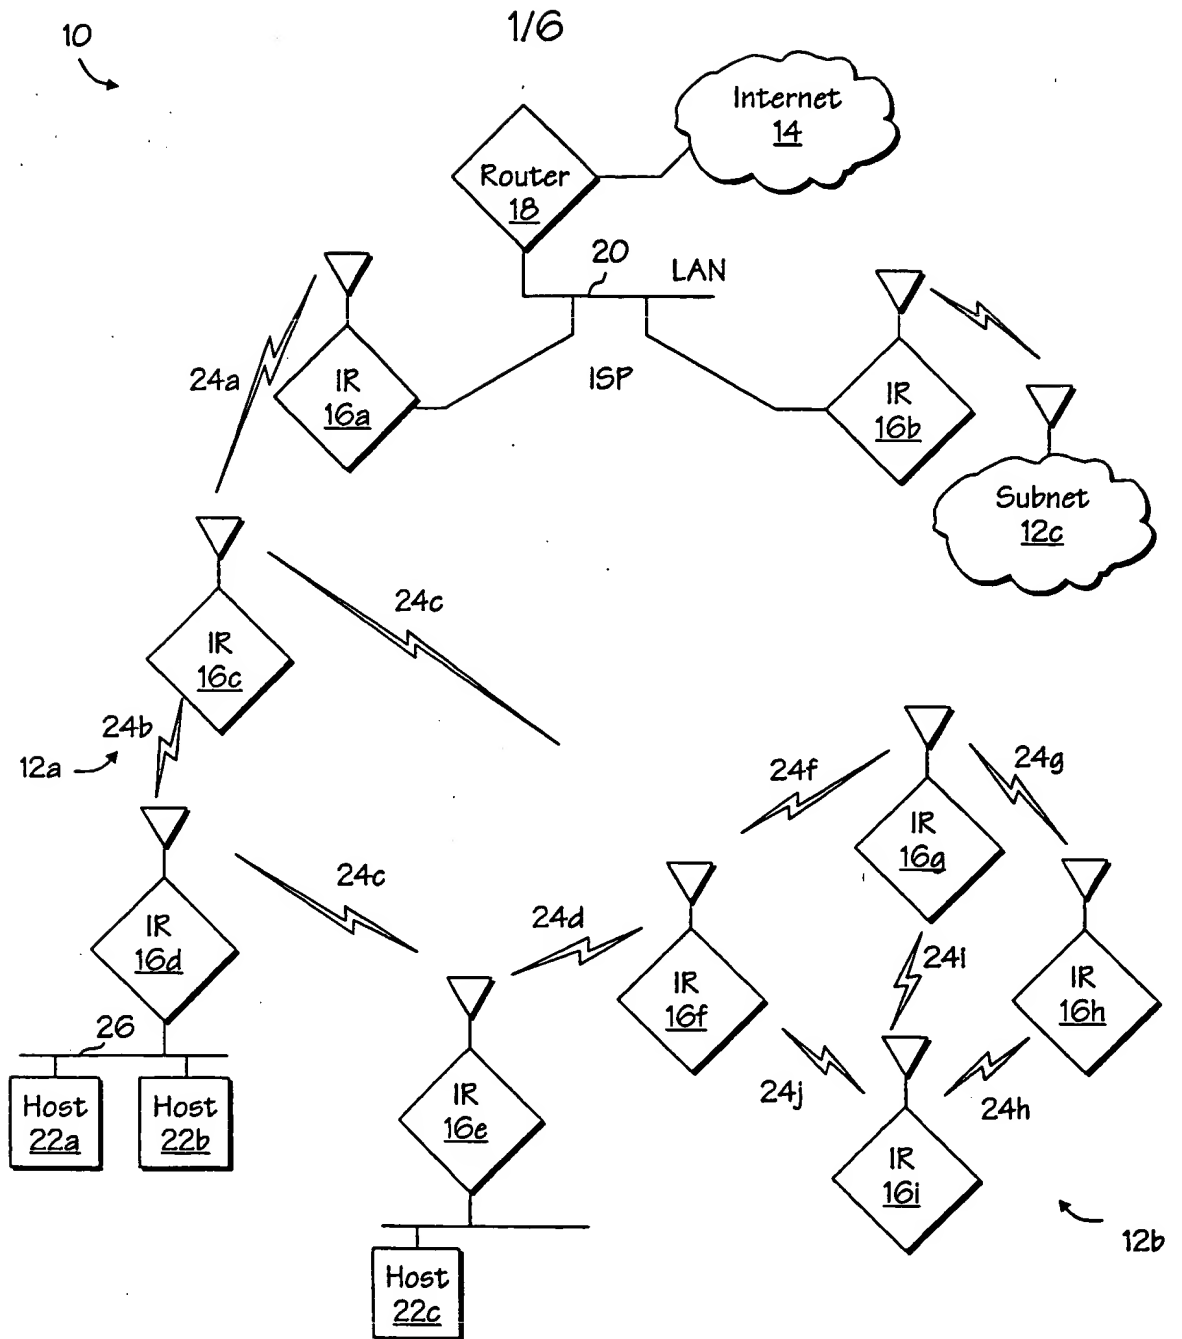 1/6
10
Internet
14
Router
18
20
LAN
24a
IR
16a
ISP
IR
16b
Subnet
12c
24c
IR
16c
24b
12a
24f
24g
IR
16g
24c
IR
16d
24d
24i
IR
16f
IR
16h
26
Host
22a
Host
22b
IR
16e
24j
24h
IR
16i
12b
Host
22c